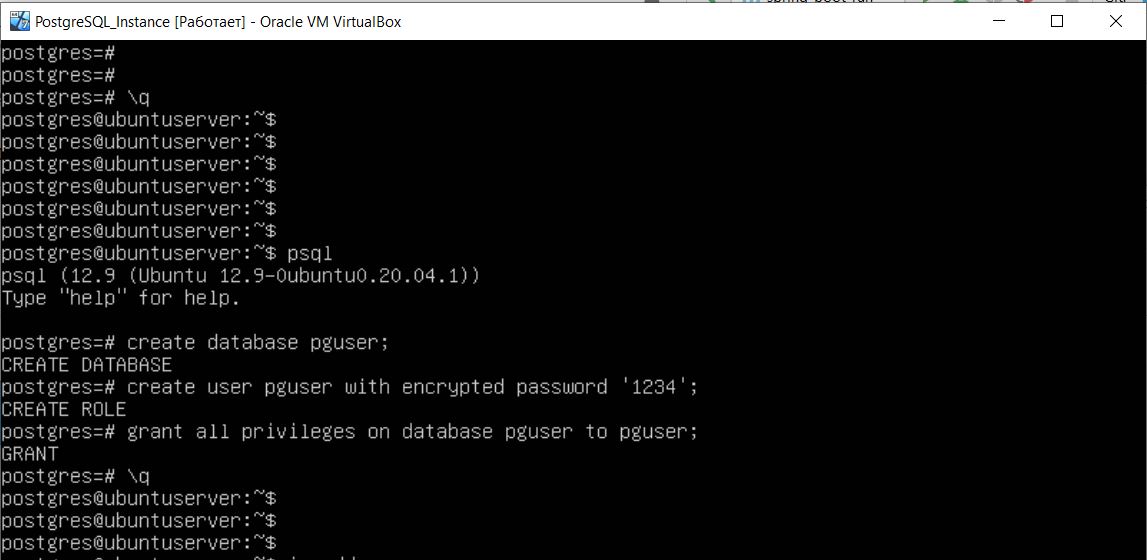 PostgreSQL_Instance [Работает] - Oracle VM VirtualBox
postgres=#
postgres=#
postgres=# \q
postgres@ubuntuserver:~$
postgres@ubuntuserver:~$
postgres@ubuntuserver:~$
postgres@ubuntuserver:~$
postgres@ubuntuserver:~$
postgres@ubuntuserver:~$
postgres@ubuntuserver:~$ psql
psql (12.9 (Ubuntu 12.9-0ubuntu0.20.04.1))
Type "help" for help.
postgres=# create database pguser;
CREATE DATABASE
postgres=# create user pguser with encrypted password '1234';
CREATE ROLE
postgres=# grant all privileges on database pguser to pguser;
GRANT
postgres=# \q
postgres@ubuntuserver:~$
postgres@ubuntuserver:~$
postgres@ubuntuserver:~$